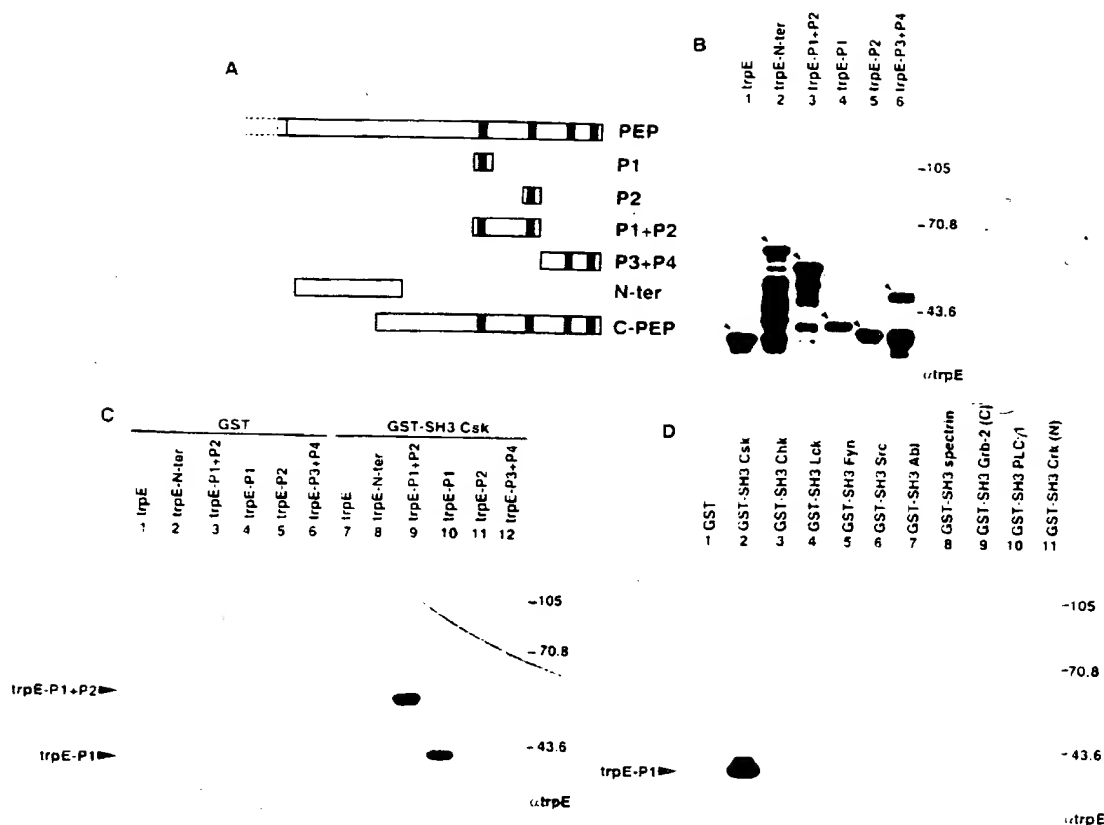 A
PEP
P1
P2
P1+P2
P3+P4
N-ter
C-PEP
B
trpE
trpE-N-ter
trpE-P1+P2
trpE-P1
trpE-P2
trpE-P3+P4
1 2 3 4 5 6
-105
-70.8
-43.6
αtrpE
C
GST
GST-SH3 Csk
trpE
trpE-N-ter
trpE-P1+P2
trpE-P1
trpE-P2
trpE-P3+P4
trpE
trpE-N-ter
trpE-P1+P2
trpE-P1
trpE-P2
trpE-P3+P4
1 2 3 4 5 6 7 8 9 10 11 12
-105
-70.8
trpE-P1+P2
-43.6
trpE-P1
αtrpE
D
GST
GST-SH3 Csk
GST-SH3 Chk
GST-SH3 Lck
GST-SH3 Fyn
GST-SH3 Src
GST-SH3 Abl
GST-SH3 spectrin
GST-SH3 Grb-2 (C)
GST-SH3 PLCγ1
GST-SH3 Crk (N)
1 2 3 4 5 6 7 8 9 10 11
-105
-70.8
-43.6
trpE-P1
αtrpE